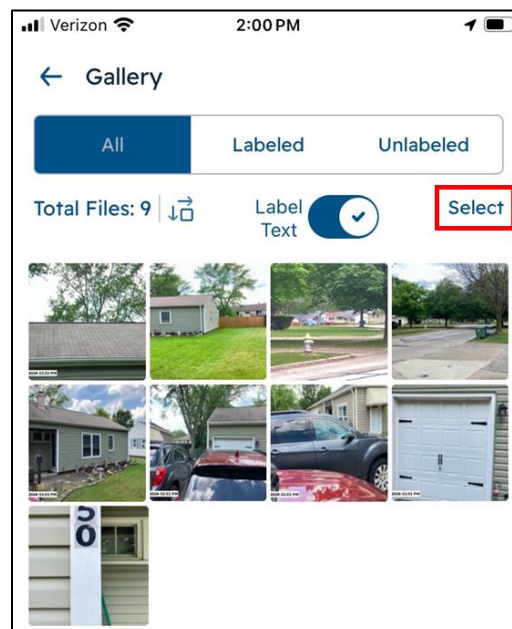 Verizon 2:00 PM
← Gallery
All Labeled Unlabeled
Total Files: 9 Label Text Select
50